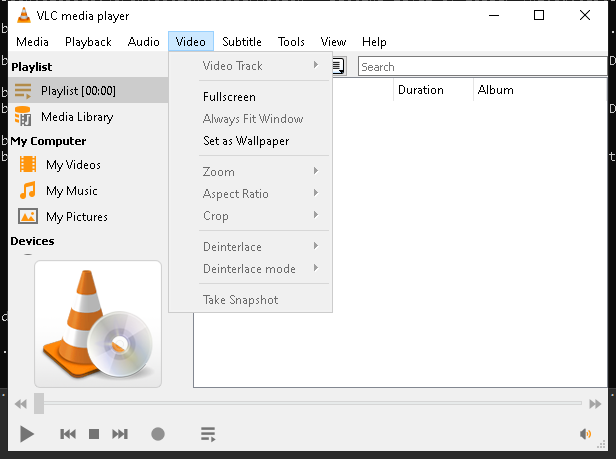 VLC media player
Media Playback Audio Video Subtitle Tools View Help
Playlist
Playlist [00:00]
Media Library
My Computer
My Videos
My Music
My Pictures
Devices
Video Track
Fullscreen
Always Fit Window
Set as Wallpaper
Zoom
Aspect Ratio
Crop
Deinterlace
Deinterlace mode
Take Snapshot
Search
Duration Album